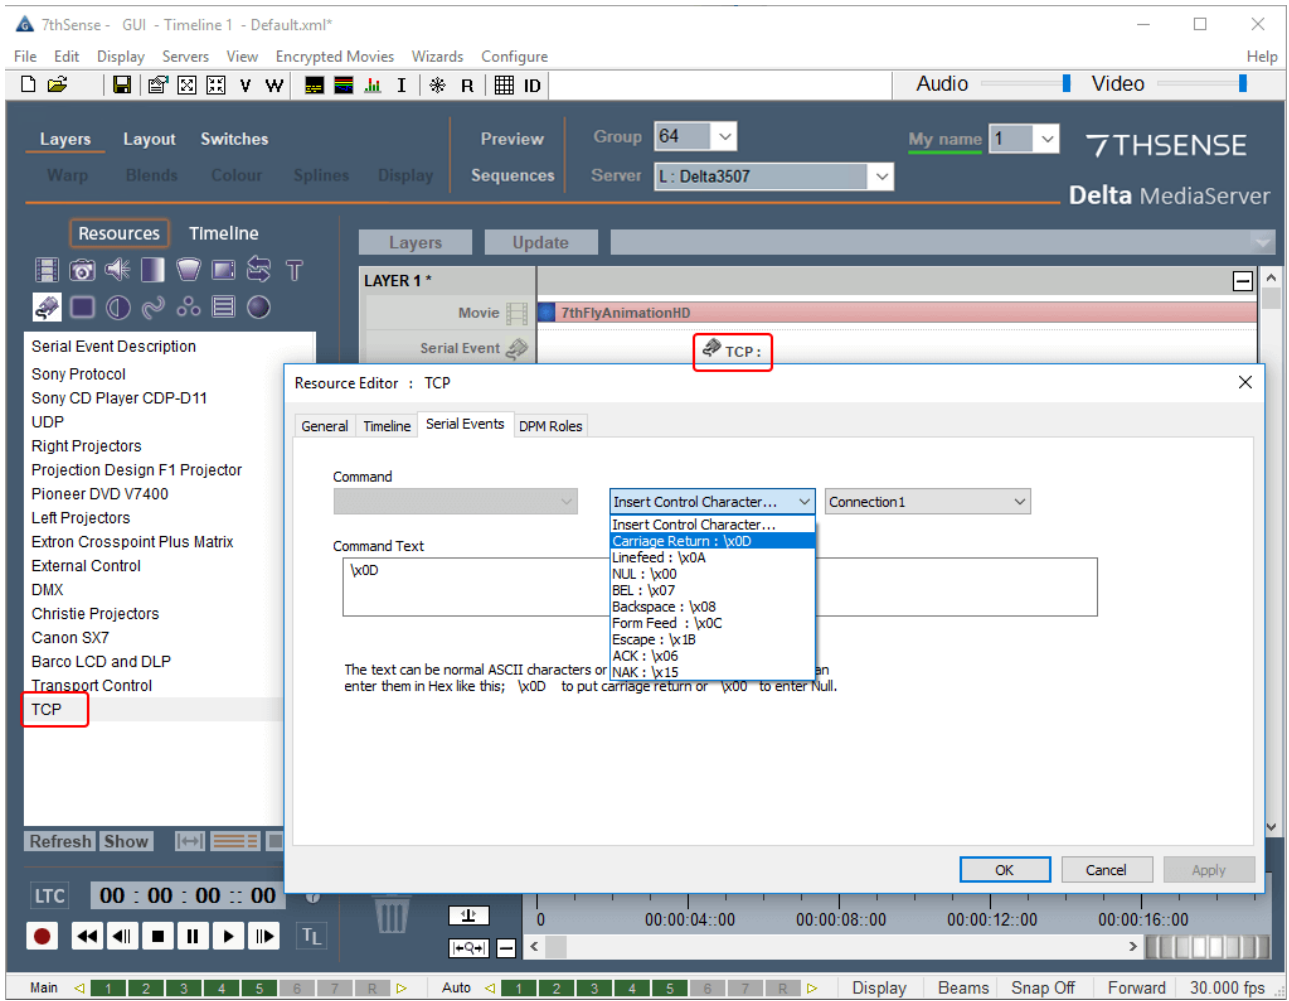 7thSense - GUI - Timeline 1 - Default.xml*
File Edit Display Servers View Encrypted Movies Wizards Configure Help
V W I R ID Audio Video
Layers Layout Switches Preview Group 64 My name 1 7THSENSE
Warp Blends Colour Splines Display Sequences Server L : Delta3507
Delta MediaServer
Resources Timeline
Layers Update
T
LAYER 1 *
Movie 7thFlyAnimationHD
Serial Event TCP :
Serial Event Description
Sony Protocol
Sony CD Player CDP-D11
UDP
Right Projectors
Projection Design F1 Projector
Pioneer DVD V7400
Left Projectors
Extron Crosspoint Plus Matrix
External Control
DMX
Christie Projectors
Canon SX7
Barco LCD and DLP
Transport Control
TCP
Resource Editor : TCP
General Timeline Serial Events DPM Roles
Command
Insert Control Character... Connection1
Insert Control Character...
Carriage Return : \x0D
Linefeed : \x0A
NUL : \x00
BEL : \x07
Backspace : \x08
Form Feed : \x0C
Escape : \x1B
ACK : \x06
NAK : \x15
Command Text
\x0D
The text can be normal ASCII characters or an
enter them in Hex like this; \x0D to put carriage return or \x00 to enter Null.
OK Cancel Apply
Refresh Show
LTC 00 : 00 : 00 :: 00
TL
0 00:00:04::00 00:00:08::00 00:00:12::00 00:00:16::00
Main 1 2 3 4 5 6 7 R Auto 1 2 3 4 5 6 7 R Display Beams Snap Off Forward 30.000 fps